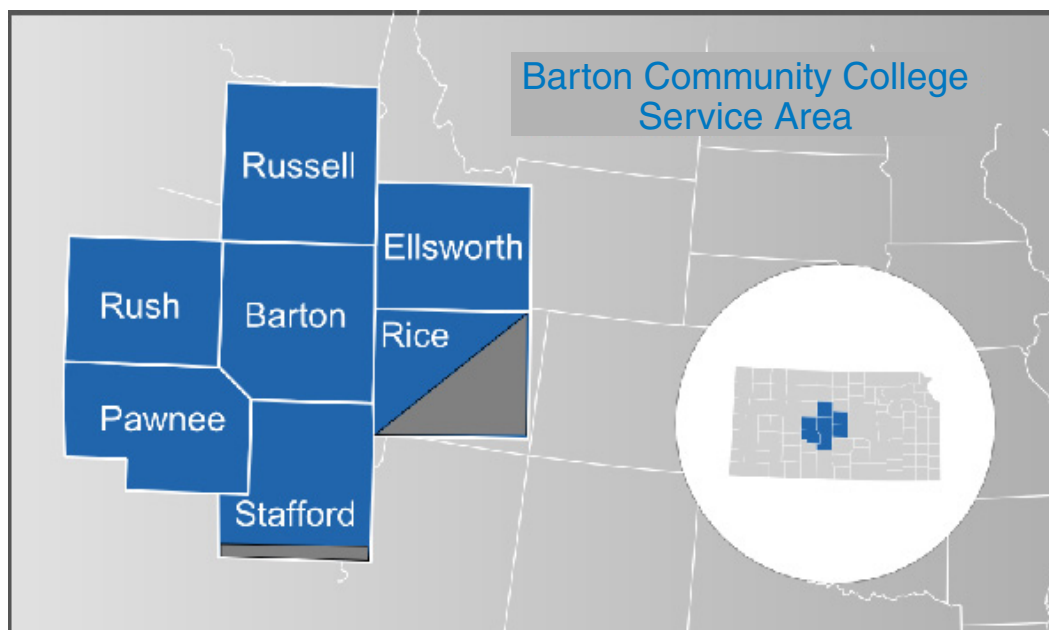 Barton Community College
Service Area
Russell
Ellsworth
Rush
Barton
Rice
Pawnee
Stafford